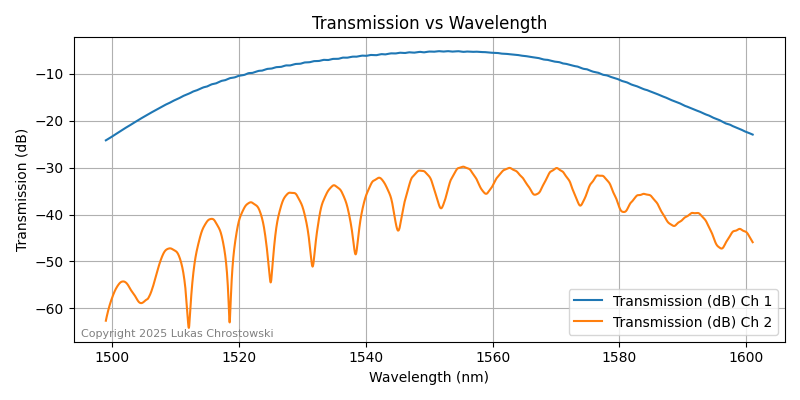 Transmission vs Wavelength
Transmission (dB)
−10
−20
−30
−40
−50
−60
Transmission (dB) Ch 1
Transmission (dB) Ch 2
Copyright 2025 Lukas Chrostowski
1500 1520 1540 1560 1580 1600
Wavelength (nm)